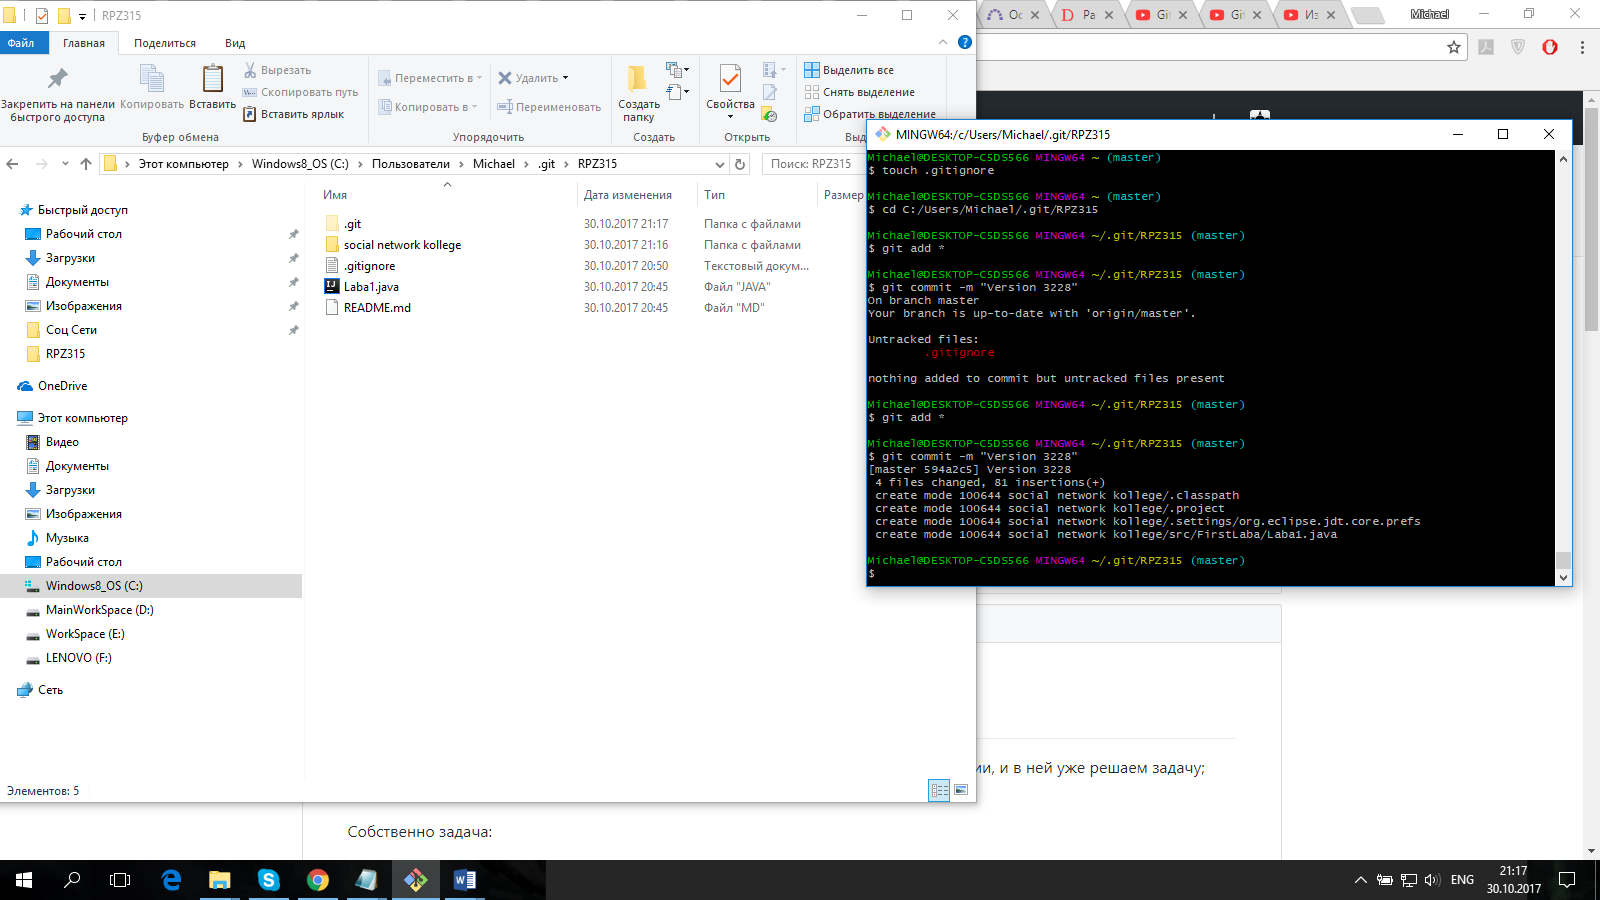 RPZ315
Файл
Главная
Поделиться
Вид
Закрепить на панели быстрого доступа
Копировать
Вставить
Вырезать
Скопировать путь
Вставить ярлык
Буфер обмена
Переместить в
Копировать в
Удалить
Переименовать
Упорядочить
Создать папку
Создать
Свойства
Открыть
Выделить все
Снять выделение
Обратить выделение
Выд
Этот компьютер
Windows8_OS (C:)
Пользователи
Michael
.git
RPZ315
Поиск: RPZ315
Быстрый доступ
Рабочий стол
Загрузки
Документы
Изображения
Соц Сети
RPZ315
OneDrive
Этот компьютер
Видео
Документы
Загрузки
Изображения
Музыка
Рабочий стол
Windows8_OS (C:)
MainWorkSpace (D:)
WorkSpace (E:)
LENOVO (F:)
Сеть
Имя Дата изменения Тип Размер
.git 30.10.2017 21:17 Папка с файлами
social network kollege 30.10.2017 21:16 Папка с файлами
.gitignore 30.10.2017 20:50 Текстовый докум...
Laba1.java 30.10.2017 20:45 Файл "JAVA"
README.md 30.10.2017 20:45 Файл "MD"
Элементов: 5
Ос
Ра
Git
Git
Из
Michael
MINGW64:/c/Users/Michael/.git/RPZ315
Michael@DESKTOP-C5DS566 MINGW64 ~ (master)
$ touch .gitignore
Michael@DESKTOP-C5DS566 MINGW64 ~ (master)
$ cd C:/Users/Michael/.git/RPZ315
Michael@DESKTOP-C5DS566 MINGW64 ~/.git/RPZ315 (master)
$ git add *
Michael@DESKTOP-C5DS566 MINGW64 ~/.git/RPZ315 (master)
$ git commit -m "Version 3228"
On branch master
Your branch is up-to-date with 'origin/master'.
Untracked files:
.gitignore
nothing added to commit but untracked files present
Michael@DESKTOP-C5DS566 MINGW64 ~/.git/RPZ315 (master)
$ git add *
Michael@DESKTOP-C5DS566 MINGW64 ~/.git/RPZ315 (master)
$ git commit -m "Version 3228"
[master 594a2c5] Version 3228
4 files changed, 81 insertions(+)
create mode 100644 social network kollege/.classpath
create mode 100644 social network kollege/.project
create mode 100644 social network kollege/.settings/org.eclipse.jdt.core.prefs
create mode 100644 social network kollege/src/FirstLaba/Laba1.java
Michael@DESKTOP-C5DS566 MINGW64 ~/.git/RPZ315 (master)
$
ии, и в ней уже решаем задачу;
Собственно задача:
ENG
21:17
30.10.2017